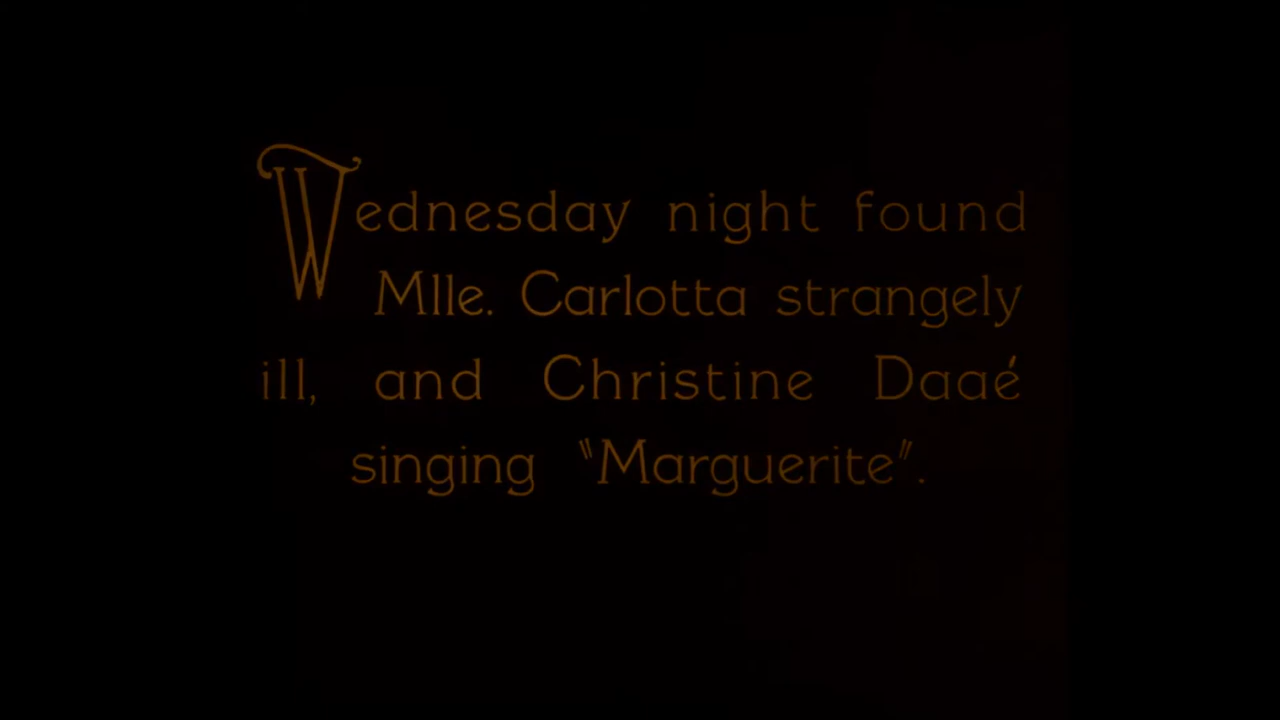 Wednesday night found
Mlle. Carlotta strangely
ill, and Christine Daaé
singing "Marguerite".